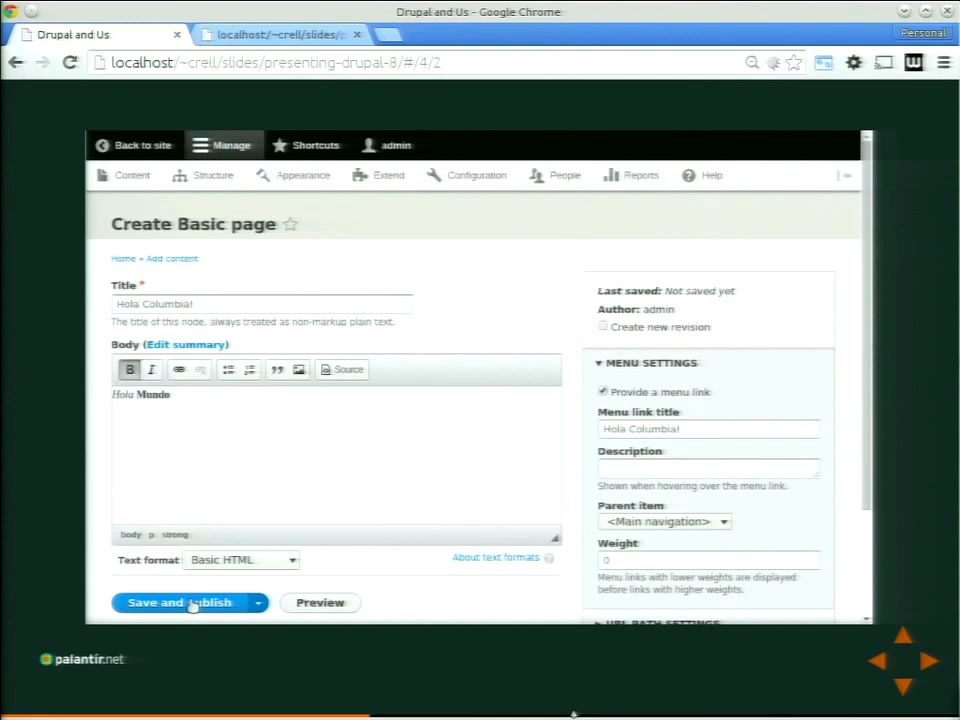 Drupal and Us - Google Chrome
Drupal and Us
localhost/~crell/slides/p
Personal
localhost/~crell/slides/presenting-drupal-8/#/4/2
W
Back to site
Manage
Shortcuts
admin
Content
Structure
Appearance
Extend
Configuration
People
Reports
Help
Create Basic page
Home » Add content
Title *
Hola Columbia!
The title of this node, always treated as non-markup plain text.
Body (Edit summary)
B I
Source
Hola Mundo
body p strong
Text format
Basic HTML
About text formats
Save and publish
Preview
Last saved: Not saved yet
Author: admin
Create new revision
MENU SETTINGS
Provide a menu link
Menu link title
Hola Columbia!
Description
Shown when hovering over the menu link.
Parent item
<Main navigation>
Weight
0
Menu links with lower weights are displayed
before links with higher weights.
URL PATH SETTINGS
palantir.net